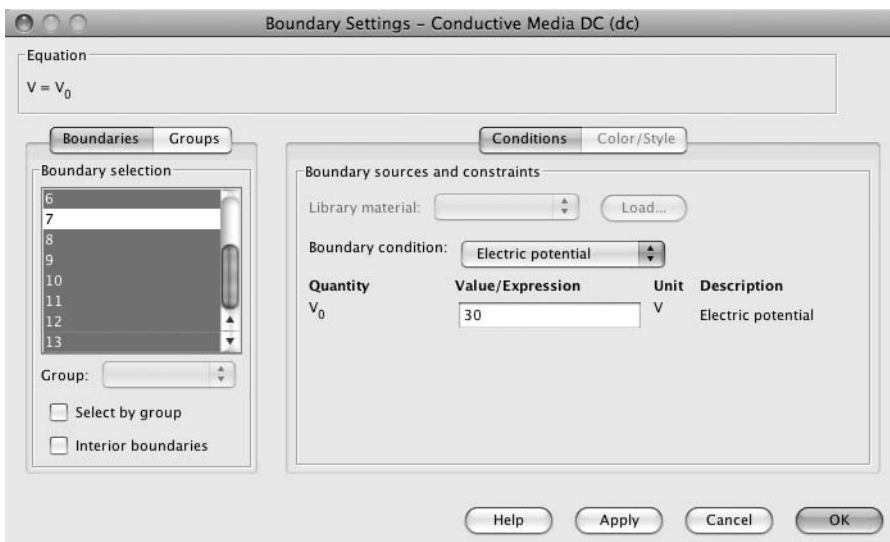 Boundary Settings – Conductive Media DC (dc)
Equation
V = V0
Boundaries Groups
Conditions Color/Style
Boundary selection
6
7
8
9
10
11
12
13
Group:
Select by group
Interior boundaries
Boundary sources and constraints
Library material: Load...
Boundary condition: Electric potential
Quantity Value/Expression Unit Description
V0 30 V Electric potential
Help Apply Cancel OK